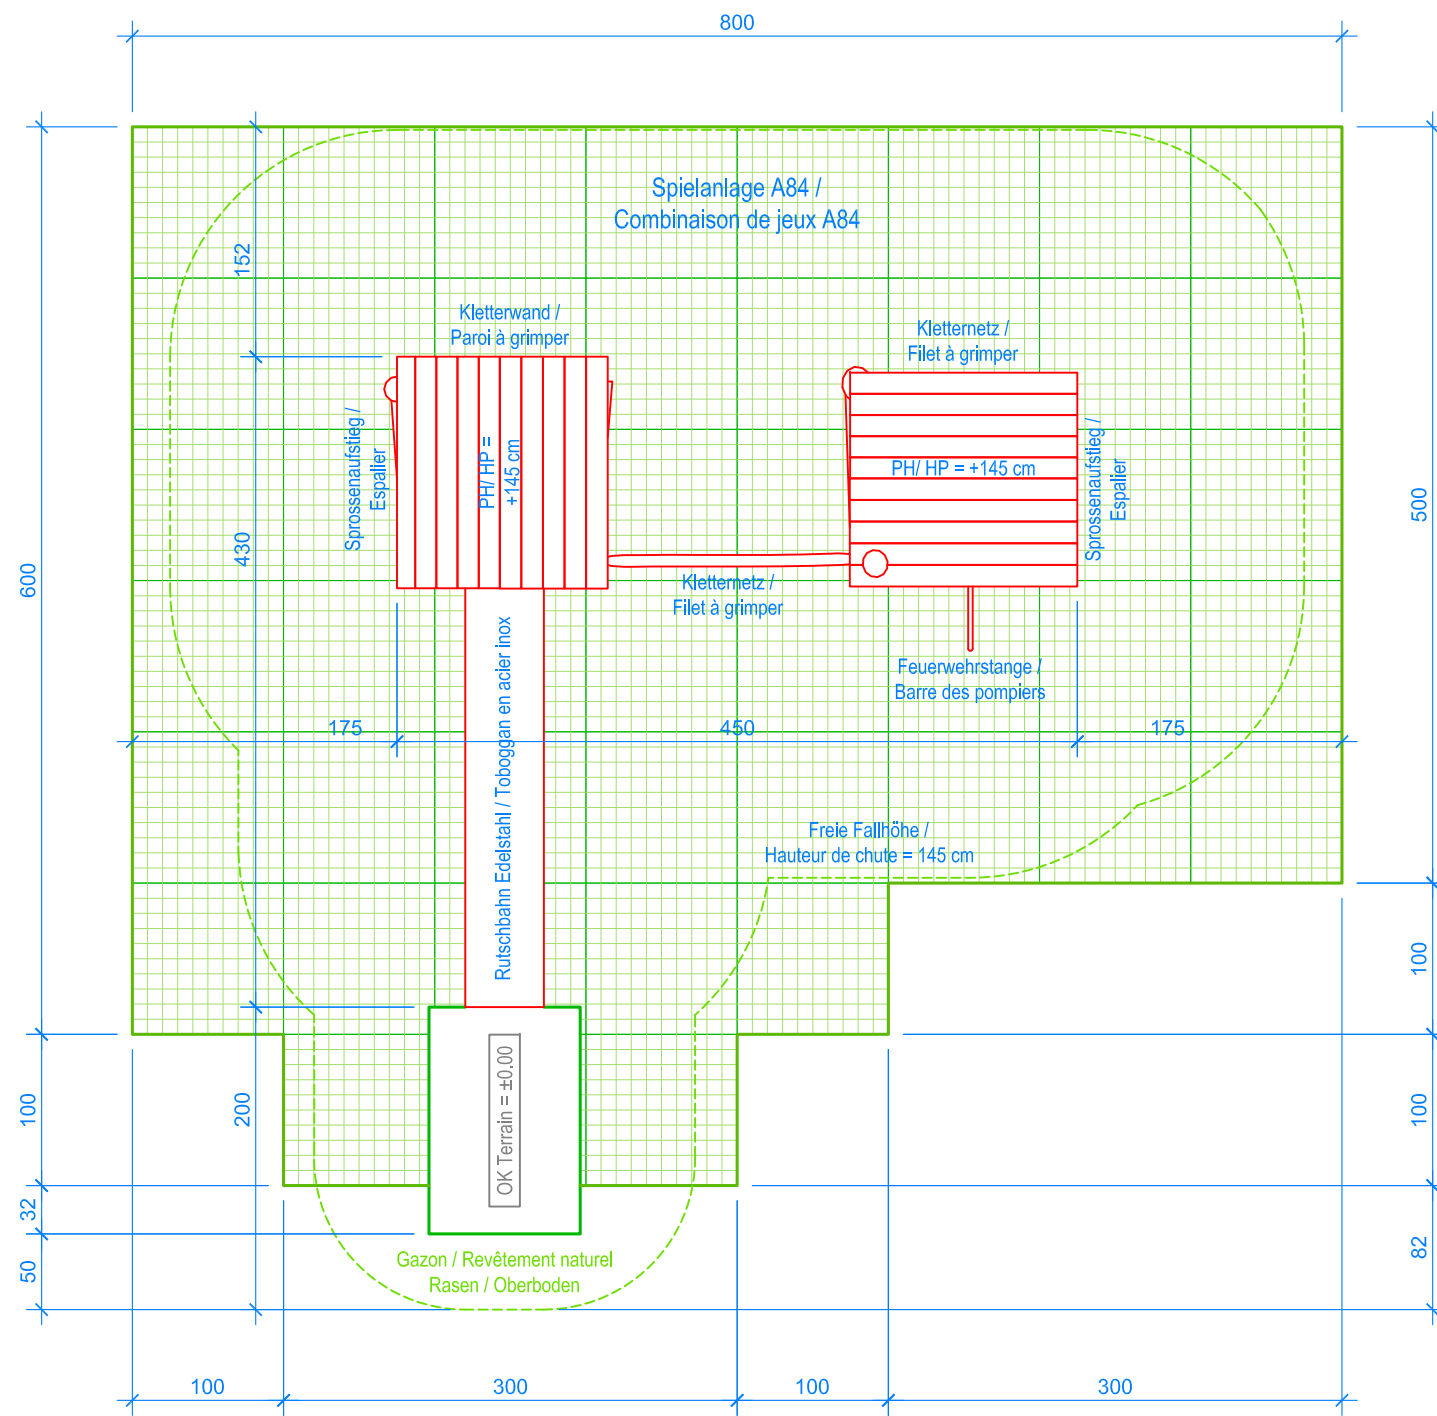 800
Spielanlage A84 /
Combinaison de jeux A84
152
Kletterwand /
Paroi à grimper
Kletternetz /
Filet à grimper
Sprossenaufstieg /
Espalier
PH/ HP =
+145 cm
PH/ HP = +145 cm
Sprossenaufstieg /
Espalier
500
430
600
Kletternetz /
Filet à grimper
Feuerwehrstange /
Barre des pompiers
175
450
175
Rutschbahn Edelstahl / Toboggan en acier inox
Freie Fallhöhe /
Hauteur de chute = 145 cm
100
OK Terrain = ±0.00
100
200
100
32
82
50
Gazon / Revêtement naturel
Rasen / Oberboden
100
300
100
300